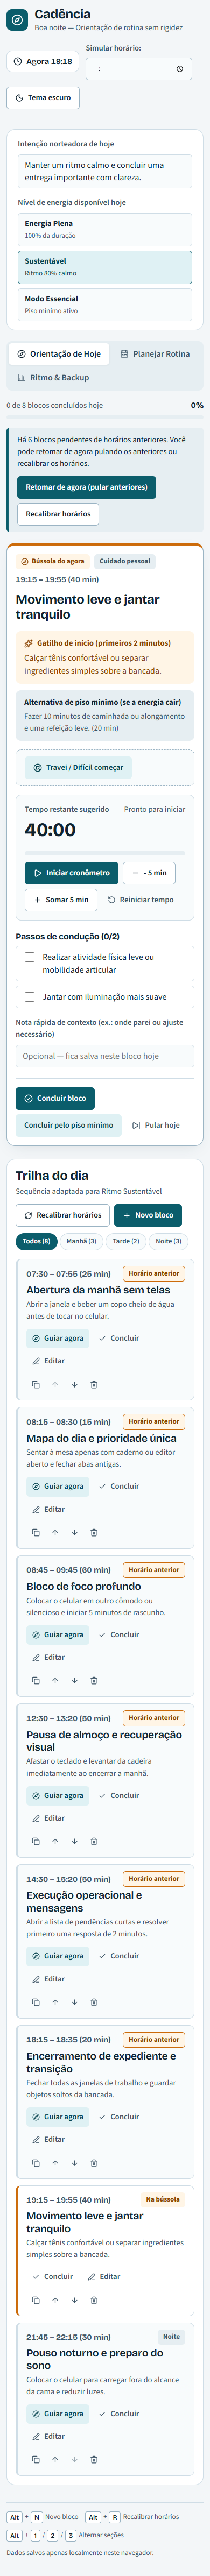 Cadência
Boa noite — Orientação de rotina sem rigidez
Agora 19:18
Simular horário:
--:--
Tema escuro
Intenção norteadora de hoje
Manter um ritmo calmo e concluir uma
entrega importante com clareza.
Nível de energia disponível hoje
Energia Plena
100% da duração
Sustentável
Ritmo 80% calmo
Modo Essencial
Piso mínimo ativo
Orientação de Hoje
Planejar Rotina
Ritmo & Backup
0 de 8 blocos concluídos hoje
0%
Há 6 blocos pendentes de horários anteriores. Você
pode retomar de agora pulando os anteriores ou
recalibrar os horários.
Retomar de agora (pular anteriores)
Recalibrar horários
Bússola do agora
Cuidado pessoal
19:15 – 19:55 (40 min)
Movimento leve e jantar
tranquilo
Gatilho de início (primeiros 2 minutos)
Calçar tênis confortável ou separar
ingredientes simples sobre a bancada.
Alternativa de piso mínimo (se a energia cair)
Fazer 10 minutos de caminhada ou alongamento
e uma refeição leve. (20 min)
Travei / Difícil começar
Tempo restante sugerido
Pronto para iniciar
40:00
Iniciar cronômetro
- 5 min
Somar 5 min
Reiniciar tempo
Passos de condução (0/2)
Realizar atividade física leve ou
mobilidade articular
Jantar com iluminação mais suave
Nota rápida de contexto (ex.: onde parei ou ajuste
necessário)
Opcional — fica salva neste bloco hoje
Concluir bloco
Concluir pelo piso mínimo
Pular hoje
Trilha do dia
Sequência adaptada para Ritmo Sustentável
Recalibrar horários
Novo bloco
Todos (8)
Manhã (3)
Tarde (2)
Noite (3)
07:30 – 07:55 (25 min)
Horário anterior
Abertura da manhã sem telas
Abrir a janela e beber um copo cheio de água
antes de tocar no celular.
Guiar agora
Concluir
Editar
08:15 – 08:30 (15 min)
Horário anterior
Mapa do dia e prioridade única
Sentar à mesa apenas com caderno ou editor
aberto e fechar abas antigas.
Guiar agora
Concluir
Editar
08:45 – 09:45 (60 min)
Horário anterior
Bloco de foco profundo
Colocar o celular em outro cômodo ou
silencioso e iniciar 5 minutos de rascunho.
Guiar agora
Concluir
Editar
12:30 – 13:20 (50 min)
Horário anterior
Pausa de almoço e recuperação
visual
Afastar o teclado e levantar da cadeira
imediatamente ao encerrar a manhã.
Guiar agora
Concluir
Editar
14:30 – 15:20 (50 min)
Horário anterior
Execução operacional e
mensagens
Abrir a lista de pendências curtas e resolver
primeiro uma resposta de 2 minutos.
Guiar agora
Concluir
Editar
18:15 – 18:35 (20 min)
Horário anterior
Encerramento de expediente e
transição
Fechar todas as janelas de trabalho e guardar
objetos soltos da bancada.
Guiar agora
Concluir
Editar
19:15 – 19:55 (40 min)
Na bússola
Movimento leve e jantar
tranquilo
Calçar tênis confortável ou separar ingredientes
simples sobre a bancada.
Concluir
Editar
21:45 – 22:15 (30 min)
Noite
Pouso noturno e preparo do
sono
Colocar o celular para carregar fora do alcance
da cama e reduzir luzes.
Guiar agora
Concluir
Editar
Alt + N Novo bloco Alt + R Recalibrar horários
Alt + 1 / 2 / 3 Alternar seções
Dados salvos apenas localmente neste navegador.